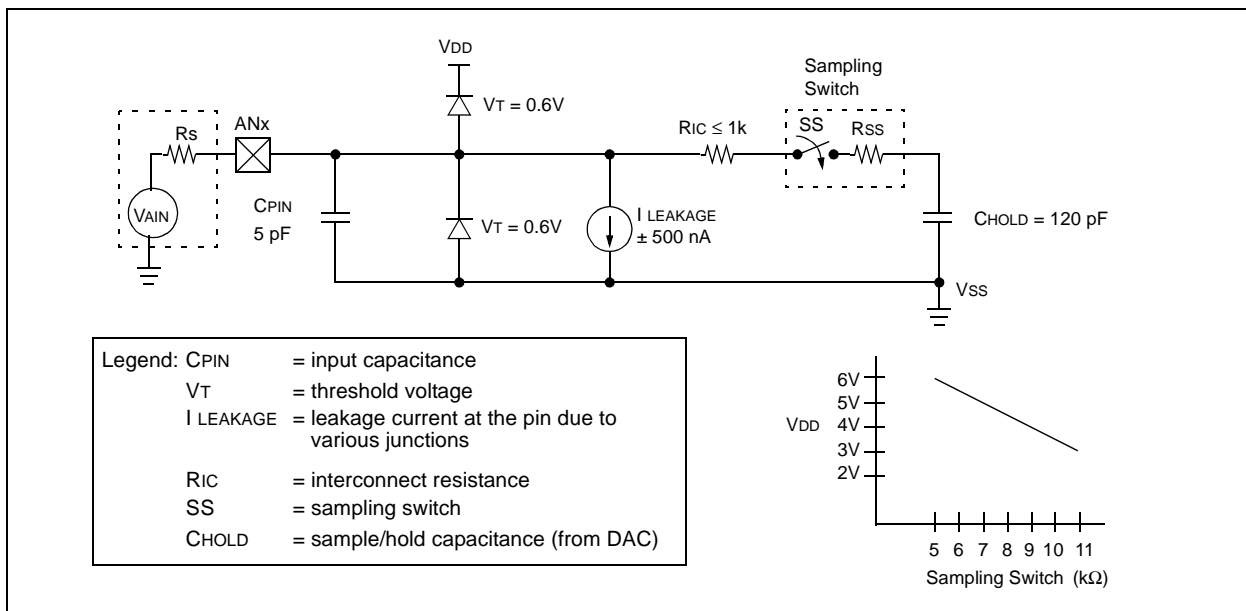 VDD
Sampling
Switch
VT = 0.6V
RS
ANx
RIC ≤ 1k
SS
RSS
VAIN
CPIN
5 pF
VT = 0.6V
I LEAKAGE
± 500 nA
CHOLD = 120 pF
VSS
Legend: CPIN = input capacitance
VT = threshold voltage
I LEAKAGE = leakage current at the pin due to
various junctions
RIC = interconnect resistance
SS = sampling switch
CHOLD = sample/hold capacitance (from DAC)
6V
5V
VDD 4V
3V
2V
5 6 7 8 9 10 11
Sampling Switch (kΩ)